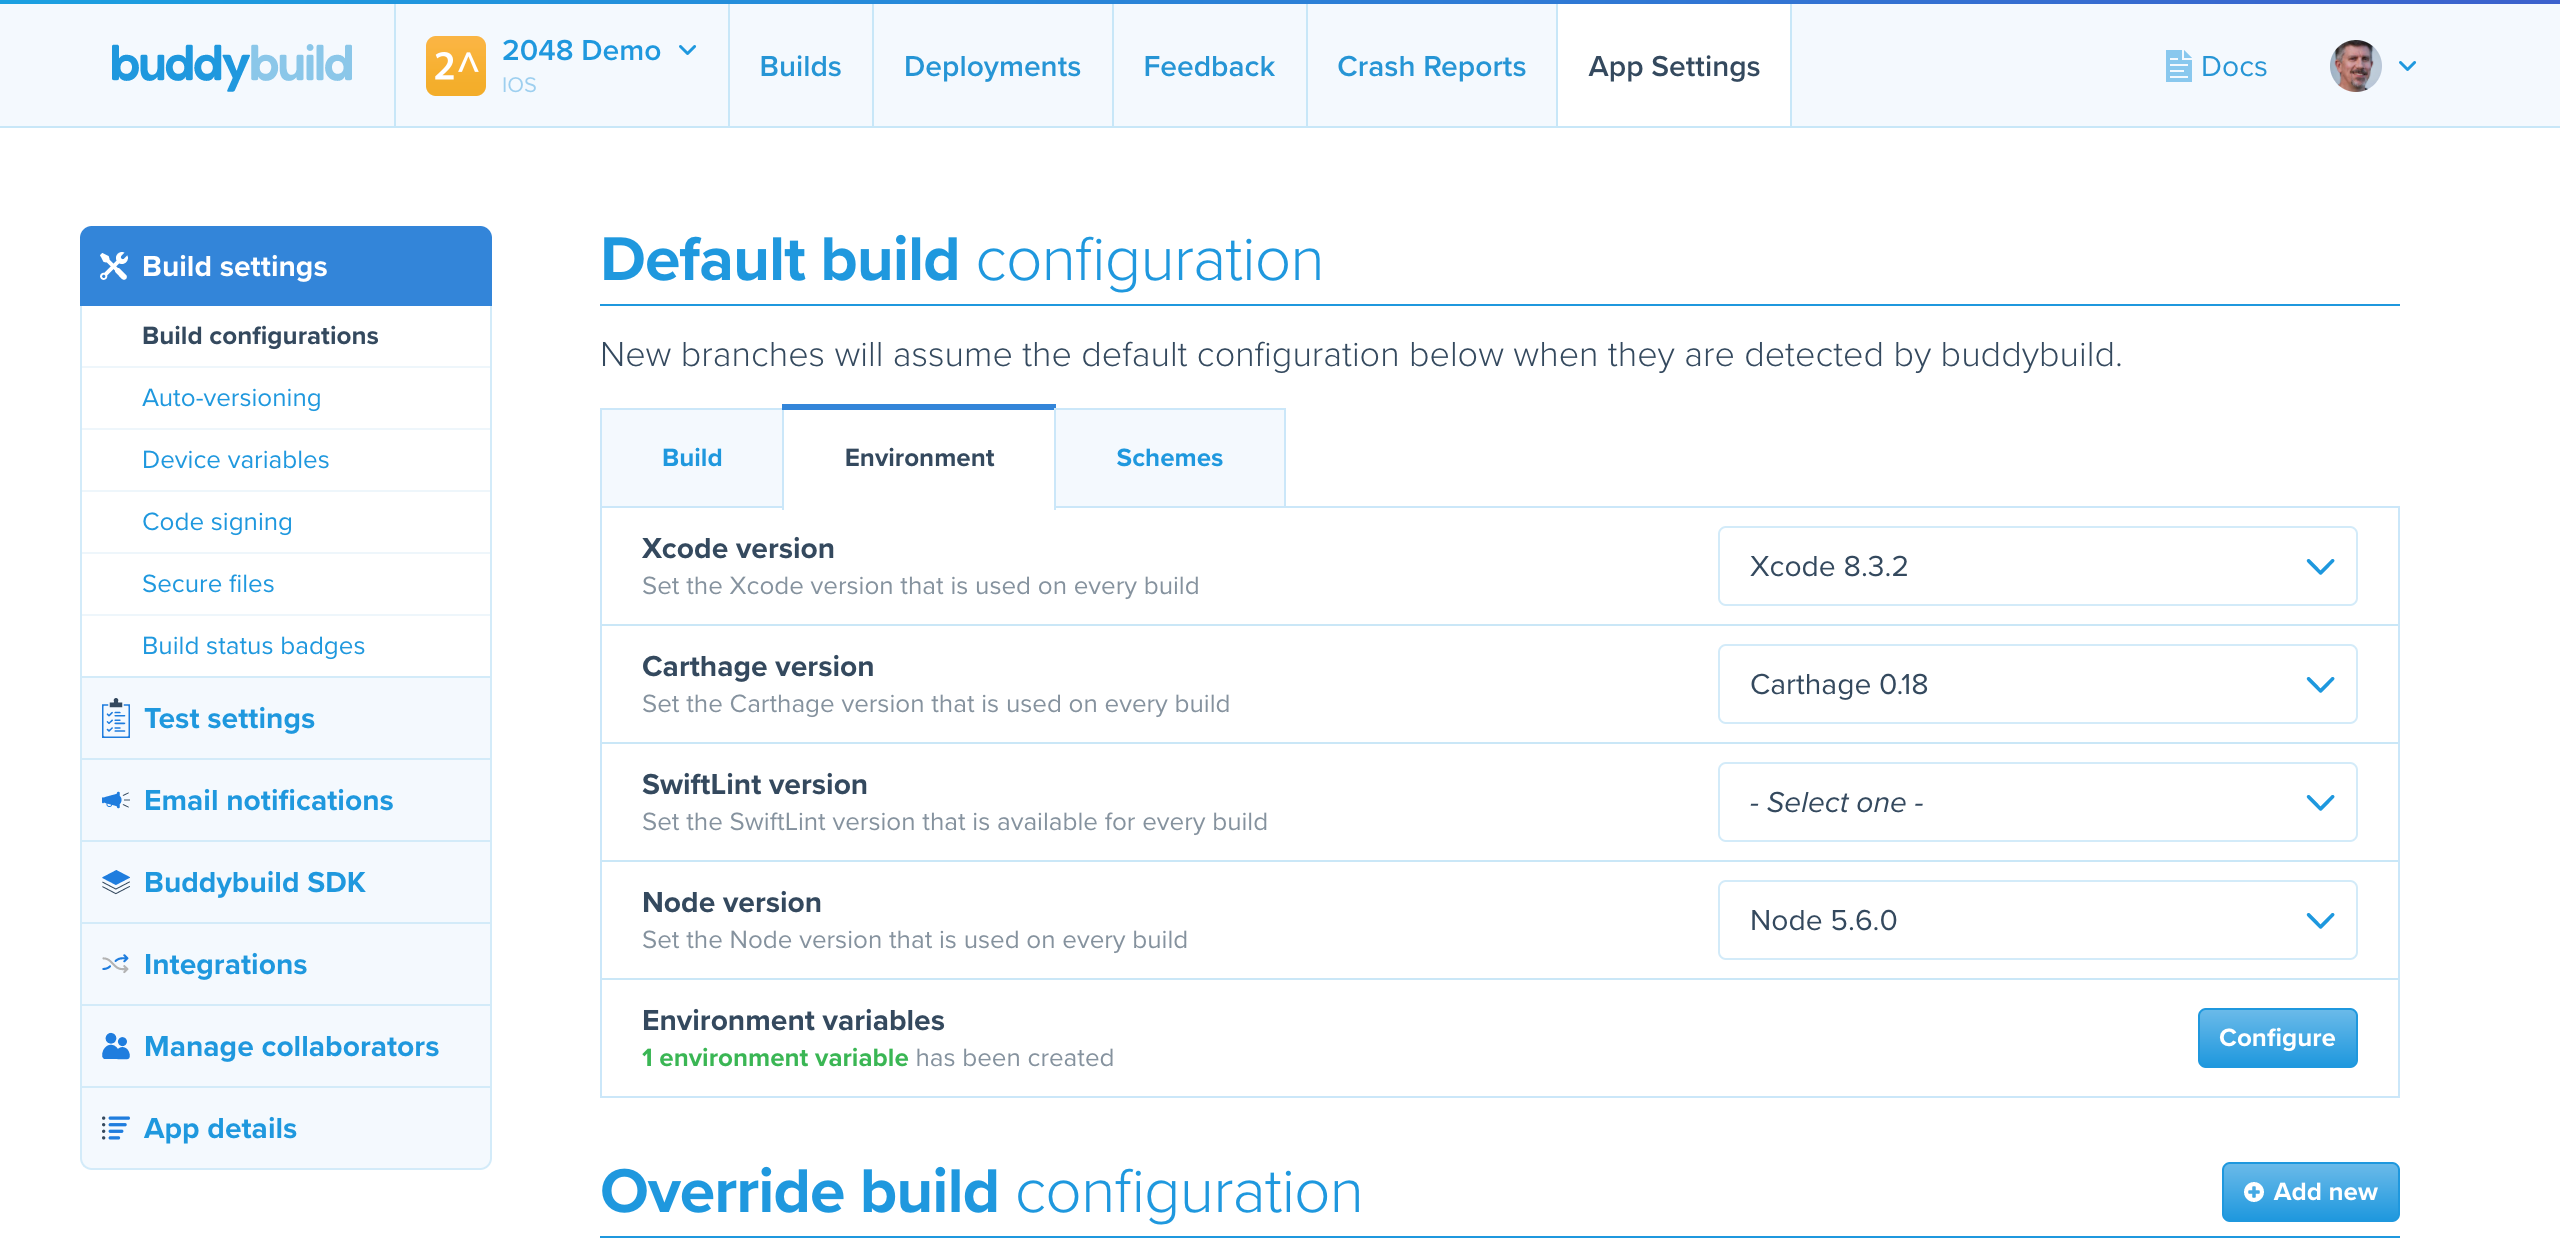 buddybuild
2^
2048 Demo
IOS
Builds
Deployments
Feedback
Crash Reports
App Settings
Docs
Build settings
Build configurations
Auto-versioning
Device variables
Code signing
Secure files
Build status badges
Test settings
Email notifications
Buddybuild SDK
Integrations
Manage collaborators
App details
Default build configuration
New branches will assume the default configuration below when they are detected by buddybuild.
Build
Environment
Schemes
Xcode version
Set the Xcode version that is used on every build
Xcode 8.3.2
Carthage version
Set the Carthage version that is used on every build
Carthage 0.18
SwiftLint version
Set the SwiftLint version that is available for every build
- Select one -
Node version
Set the Node version that is used on every build
Node 5.6.0
Environment variables
1 environment variable has been created
Configure
Override build configuration
Add new